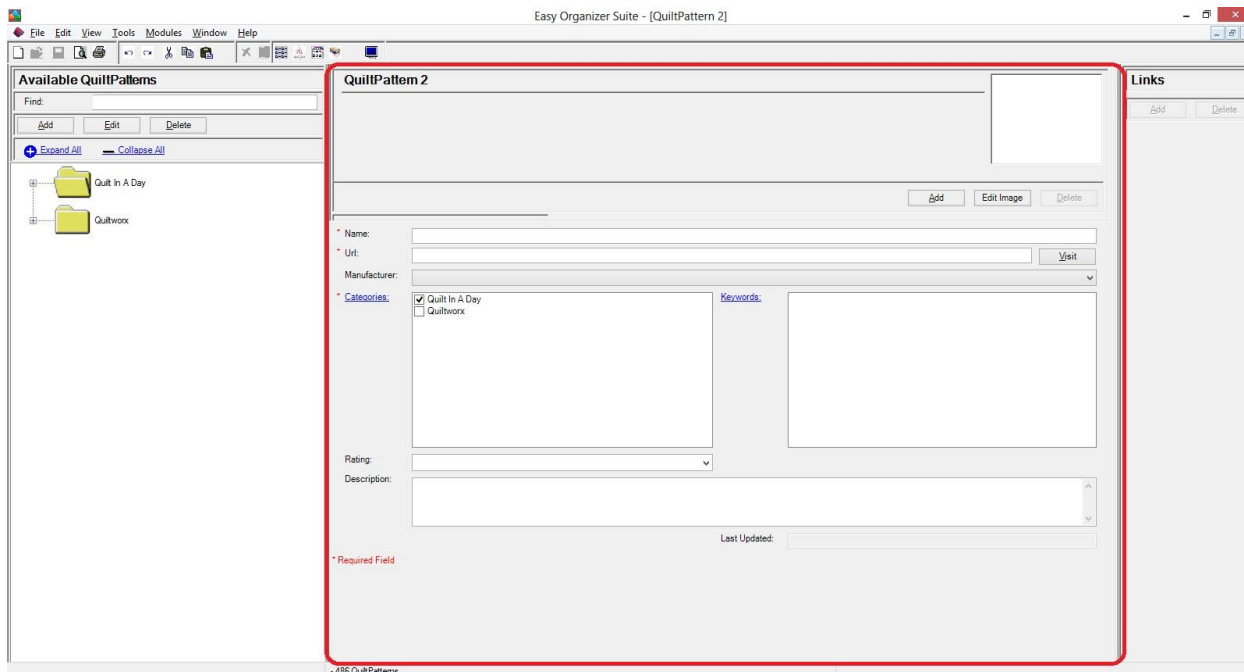 Easy Organizer Suite - [QuiltPattern 2]
File Edit View Tools Modules Window Help
Available QuiltPatterns
Find:
Add Edit Delete
Expand All Collapse All
Quilt In A Day
Quiltworx
QuiltPattern 2
Add Edit Image Delete
* Name:
* Url:
Visit
Manufacturer:
* Categories:
Quilt In A Day
Quiltworx
Keywords:
Rating:
Description:
Last Updated:
* Required Field
Links
Add Delete
- 486 QuiltPatterns